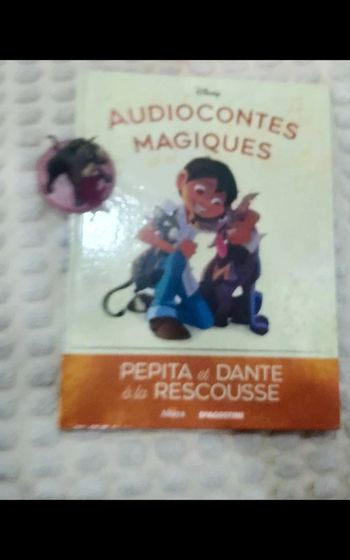 Disney
AUDIOCONTES
MAGIQUES
PEPITA et DANTE
à la RESCOUSSE
DeAGOSTINI